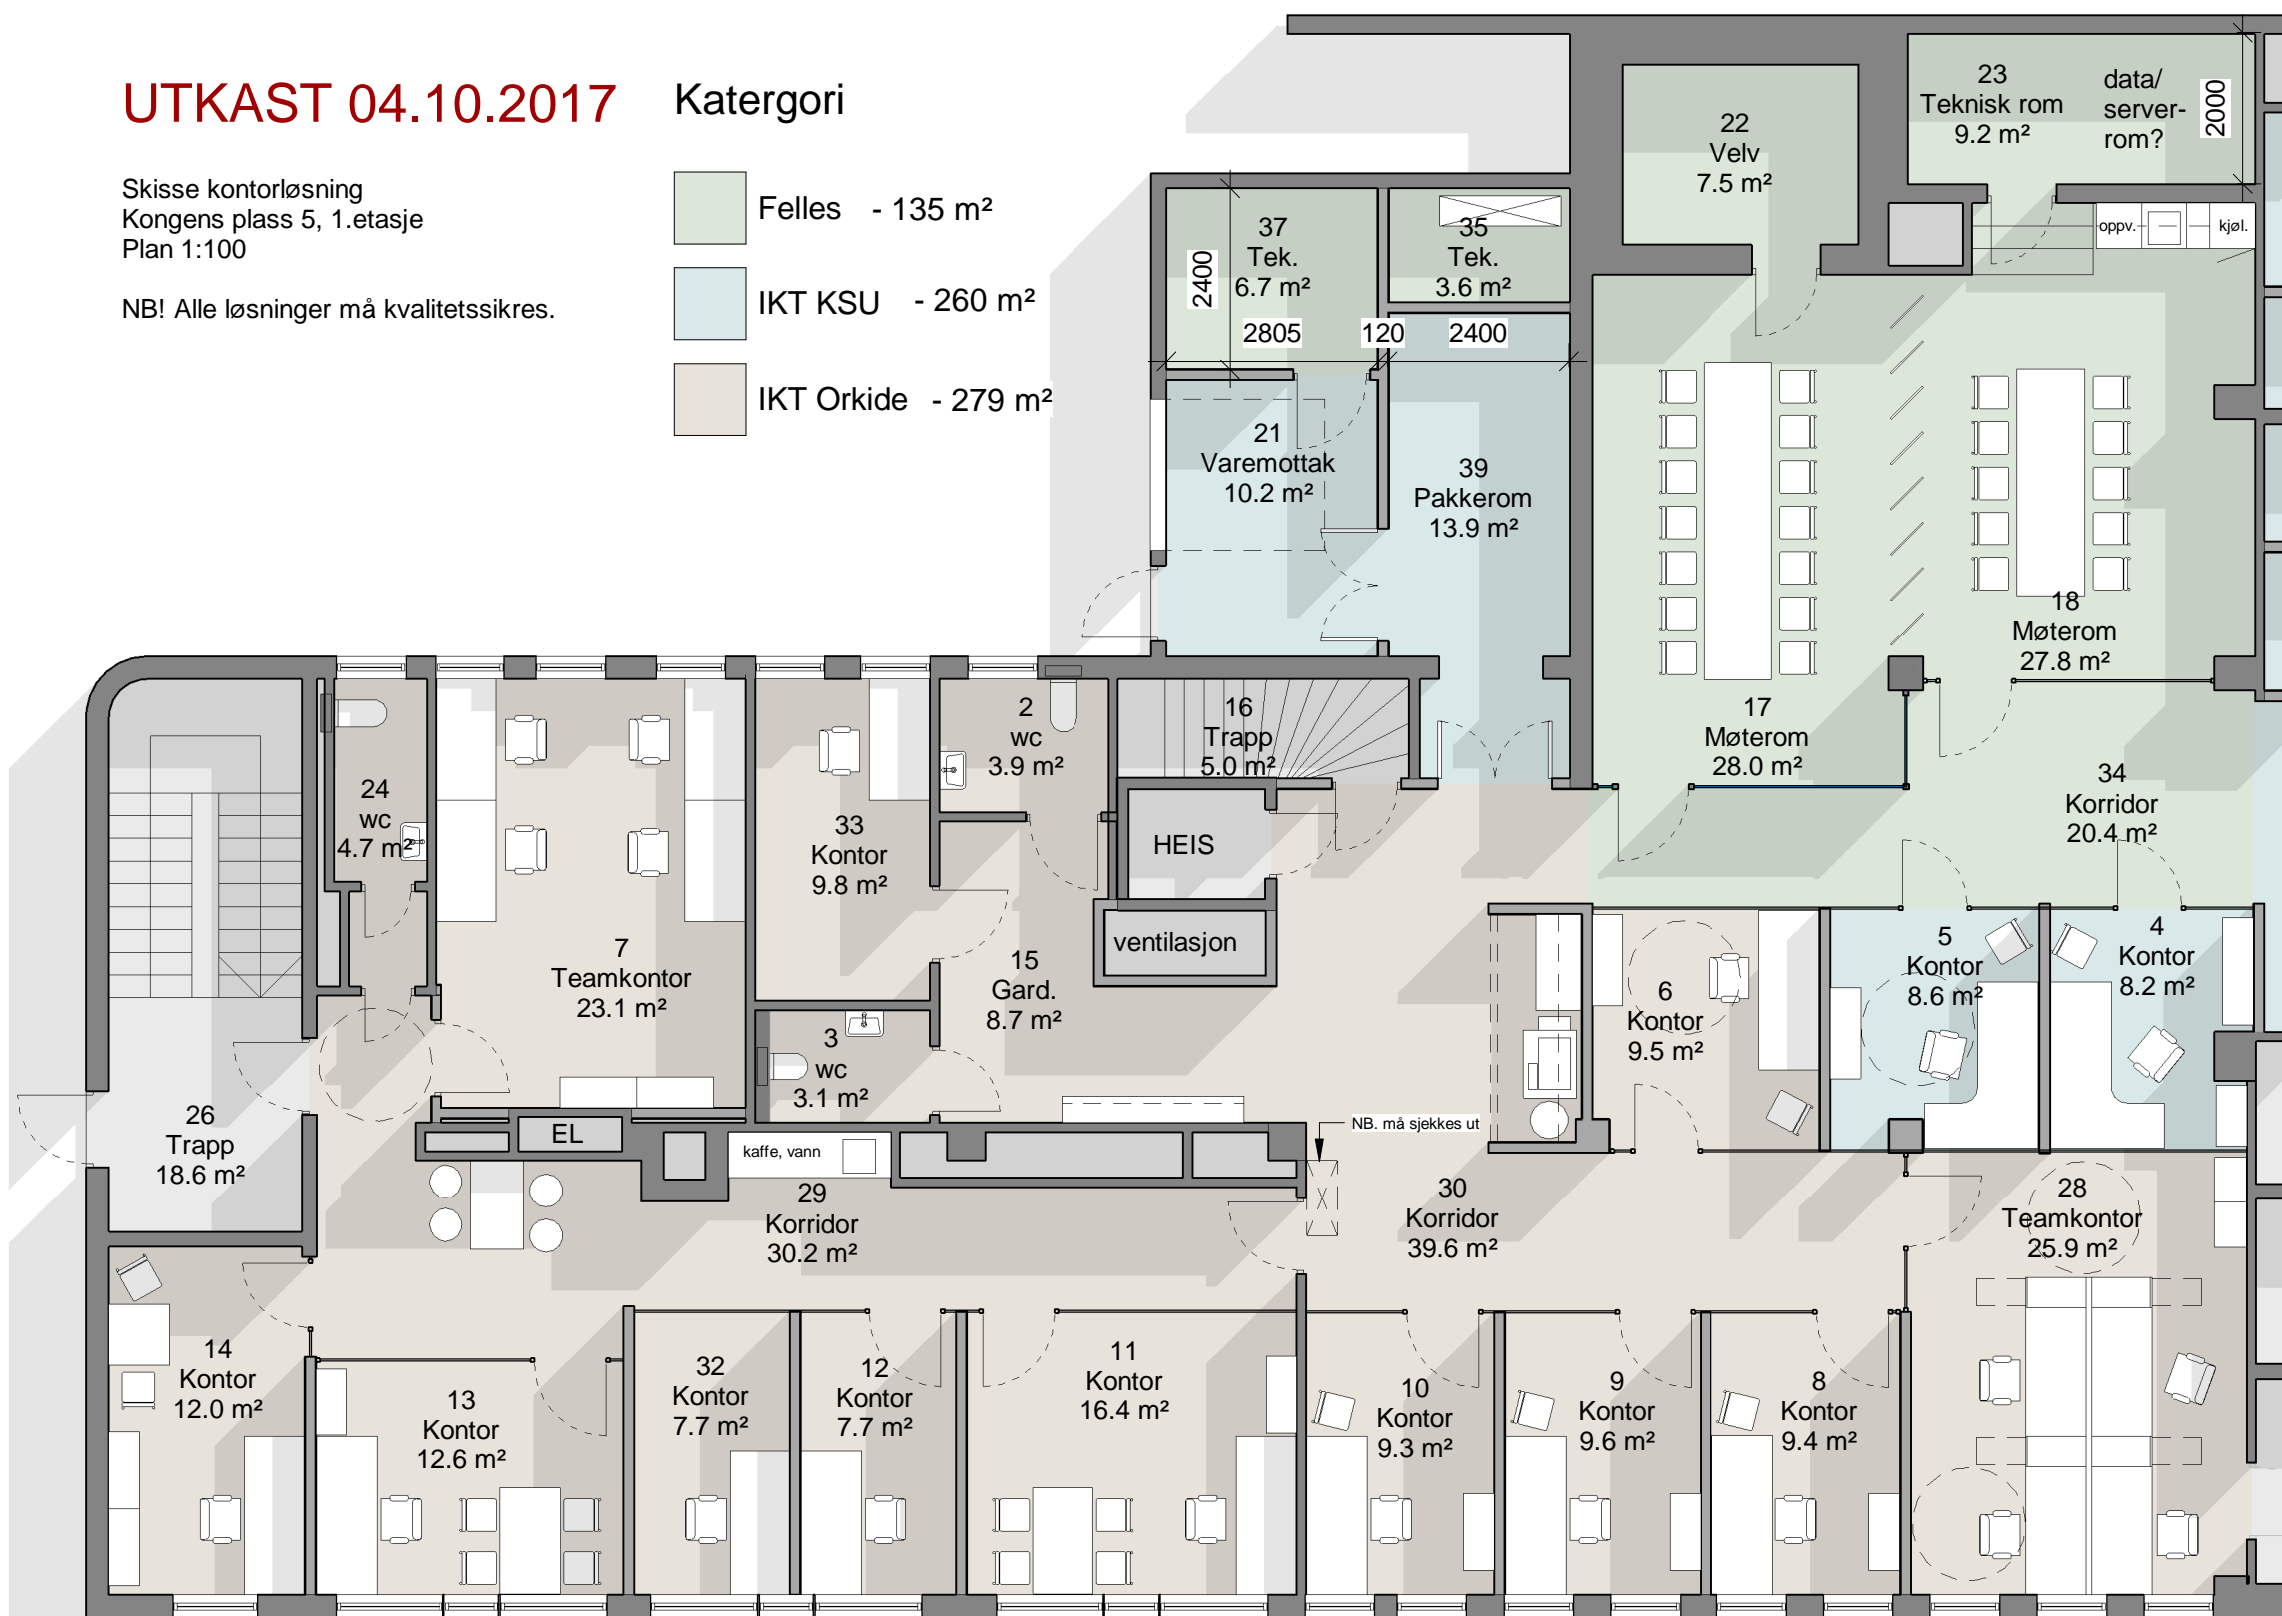 UTKAST 04.10.2017
Skisse kontorløsning
Kongens plass 5, 1.etasje
Plan 1:100
NB! Alle løsninger må kvalitetssikres.
Katergori
Felles - 135 m²
IKT KSU - 260 m²
IKT Orkide - 279 m²
23
Teknisk rom
9.2 m²
data/
server-
rom?
2000
22
Velv
7.5 m²
oppv.
kjøl.
37
Tek.
6.7 m²
2400
35
Tek.
3.6 m²
2805
120
2400
21
Varemottak
10.2 m²
39
Pakkerom
13.9 m²
18
Møterom
27.8 m²
17
Møterom
28.0 m²
34
Korridor
20.4 m²
16
Trapp
5.0 m²
2
wc
3.9 m²
24
wc
4.7 m²
33
Kontor
9.8 m²
HEIS
ventilasjon
7
Teamkontor
23.1 m²
15
Gard.
8.7 m²
3
wc
3.1 m²
6
Kontor
9.5 m²
5
Kontor
8.6 m²
4
Kontor
8.2 m²
26
Trapp
18.6 m²
EL
kaffe, vann
NB. må sjekkes ut
29
Korridor
30.2 m²
30
Korridor
39.6 m²
28
Teamkontor
25.9 m²
14
Kontor
12.0 m²
13
Kontor
12.6 m²
32
Kontor
7.7 m²
12
Kontor
7.7 m²
11
Kontor
16.4 m²
10
Kontor
9.3 m²
9
Kontor
9.6 m²
8
Kontor
9.4 m²